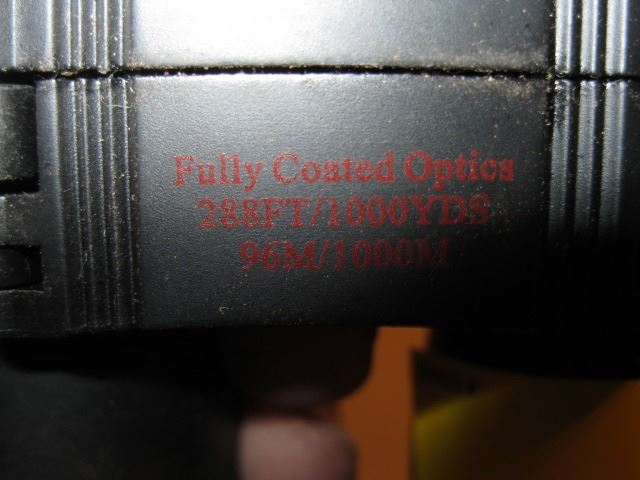 Fully Coated Optics
288FT/1000YDS
96M/1000M